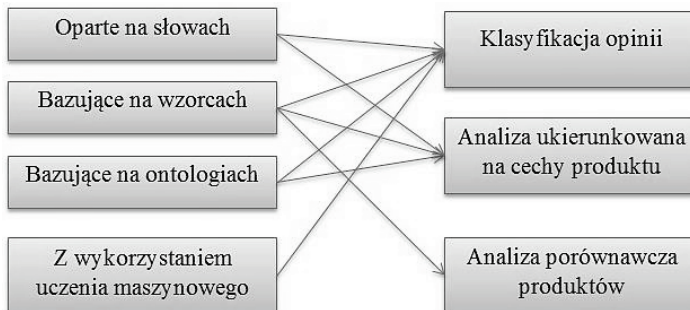 Oparte na słowach
Bazujące na wzorcach
Bazujące na ontologiach
Z wykorzystaniem
uczenia maszynowego
Klasyfikacja opinii
Analiza ukierunkowana
na cechy produktu
Analiza porównawcza
produktów